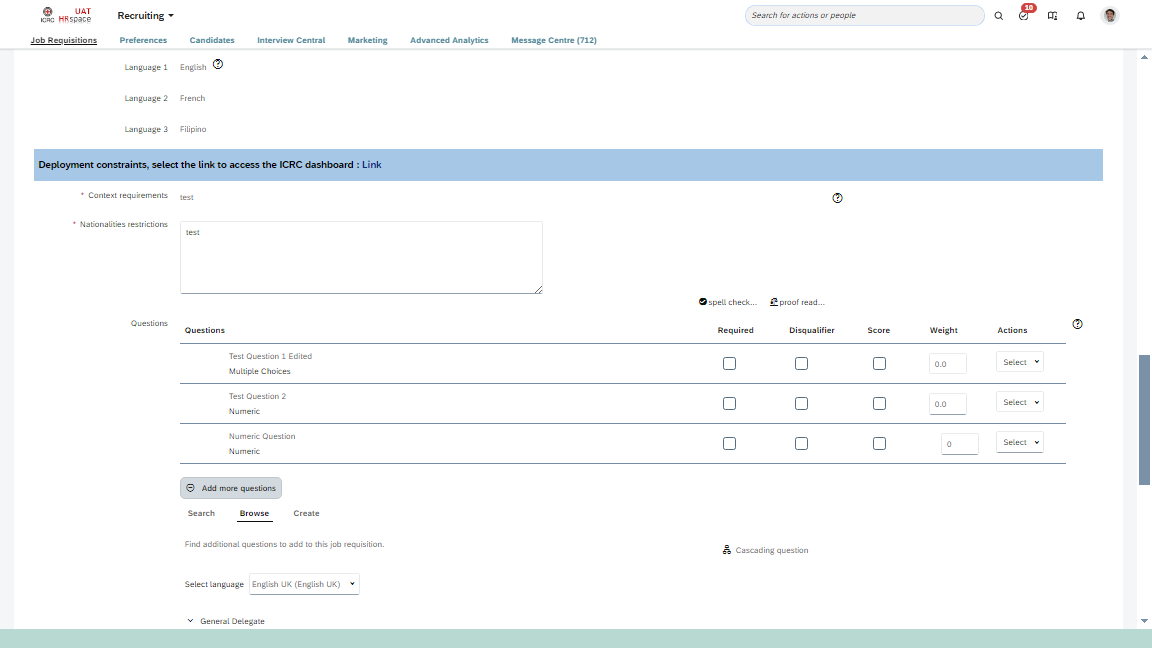 ICRC UAT HRspace
Recruiting
Search for actions or people
10
Job Requisitions Preferences Candidates Interview Central Marketing Advanced Analytics Message Centre (712)
Language 1 English
Language 2 French
Language 3 Filipino
Deployment constraints, select the link to access the ICRC dashboard : Link
* Context requirements test
* Nationalities restrictions test
spell check... proof read...
Questions
Questions Required Disqualifier Score Weight Actions
Test Question 1 Edited
Multiple Choices 0.0 Select
Test Question 2
Numeric 0.0 Select
Numeric Question
Numeric 0 Select
Add more questions
Search Browse Create
Find additional questions to add to this job requisition.
Cascading question
Select language English UK (English UK)
General Delegate